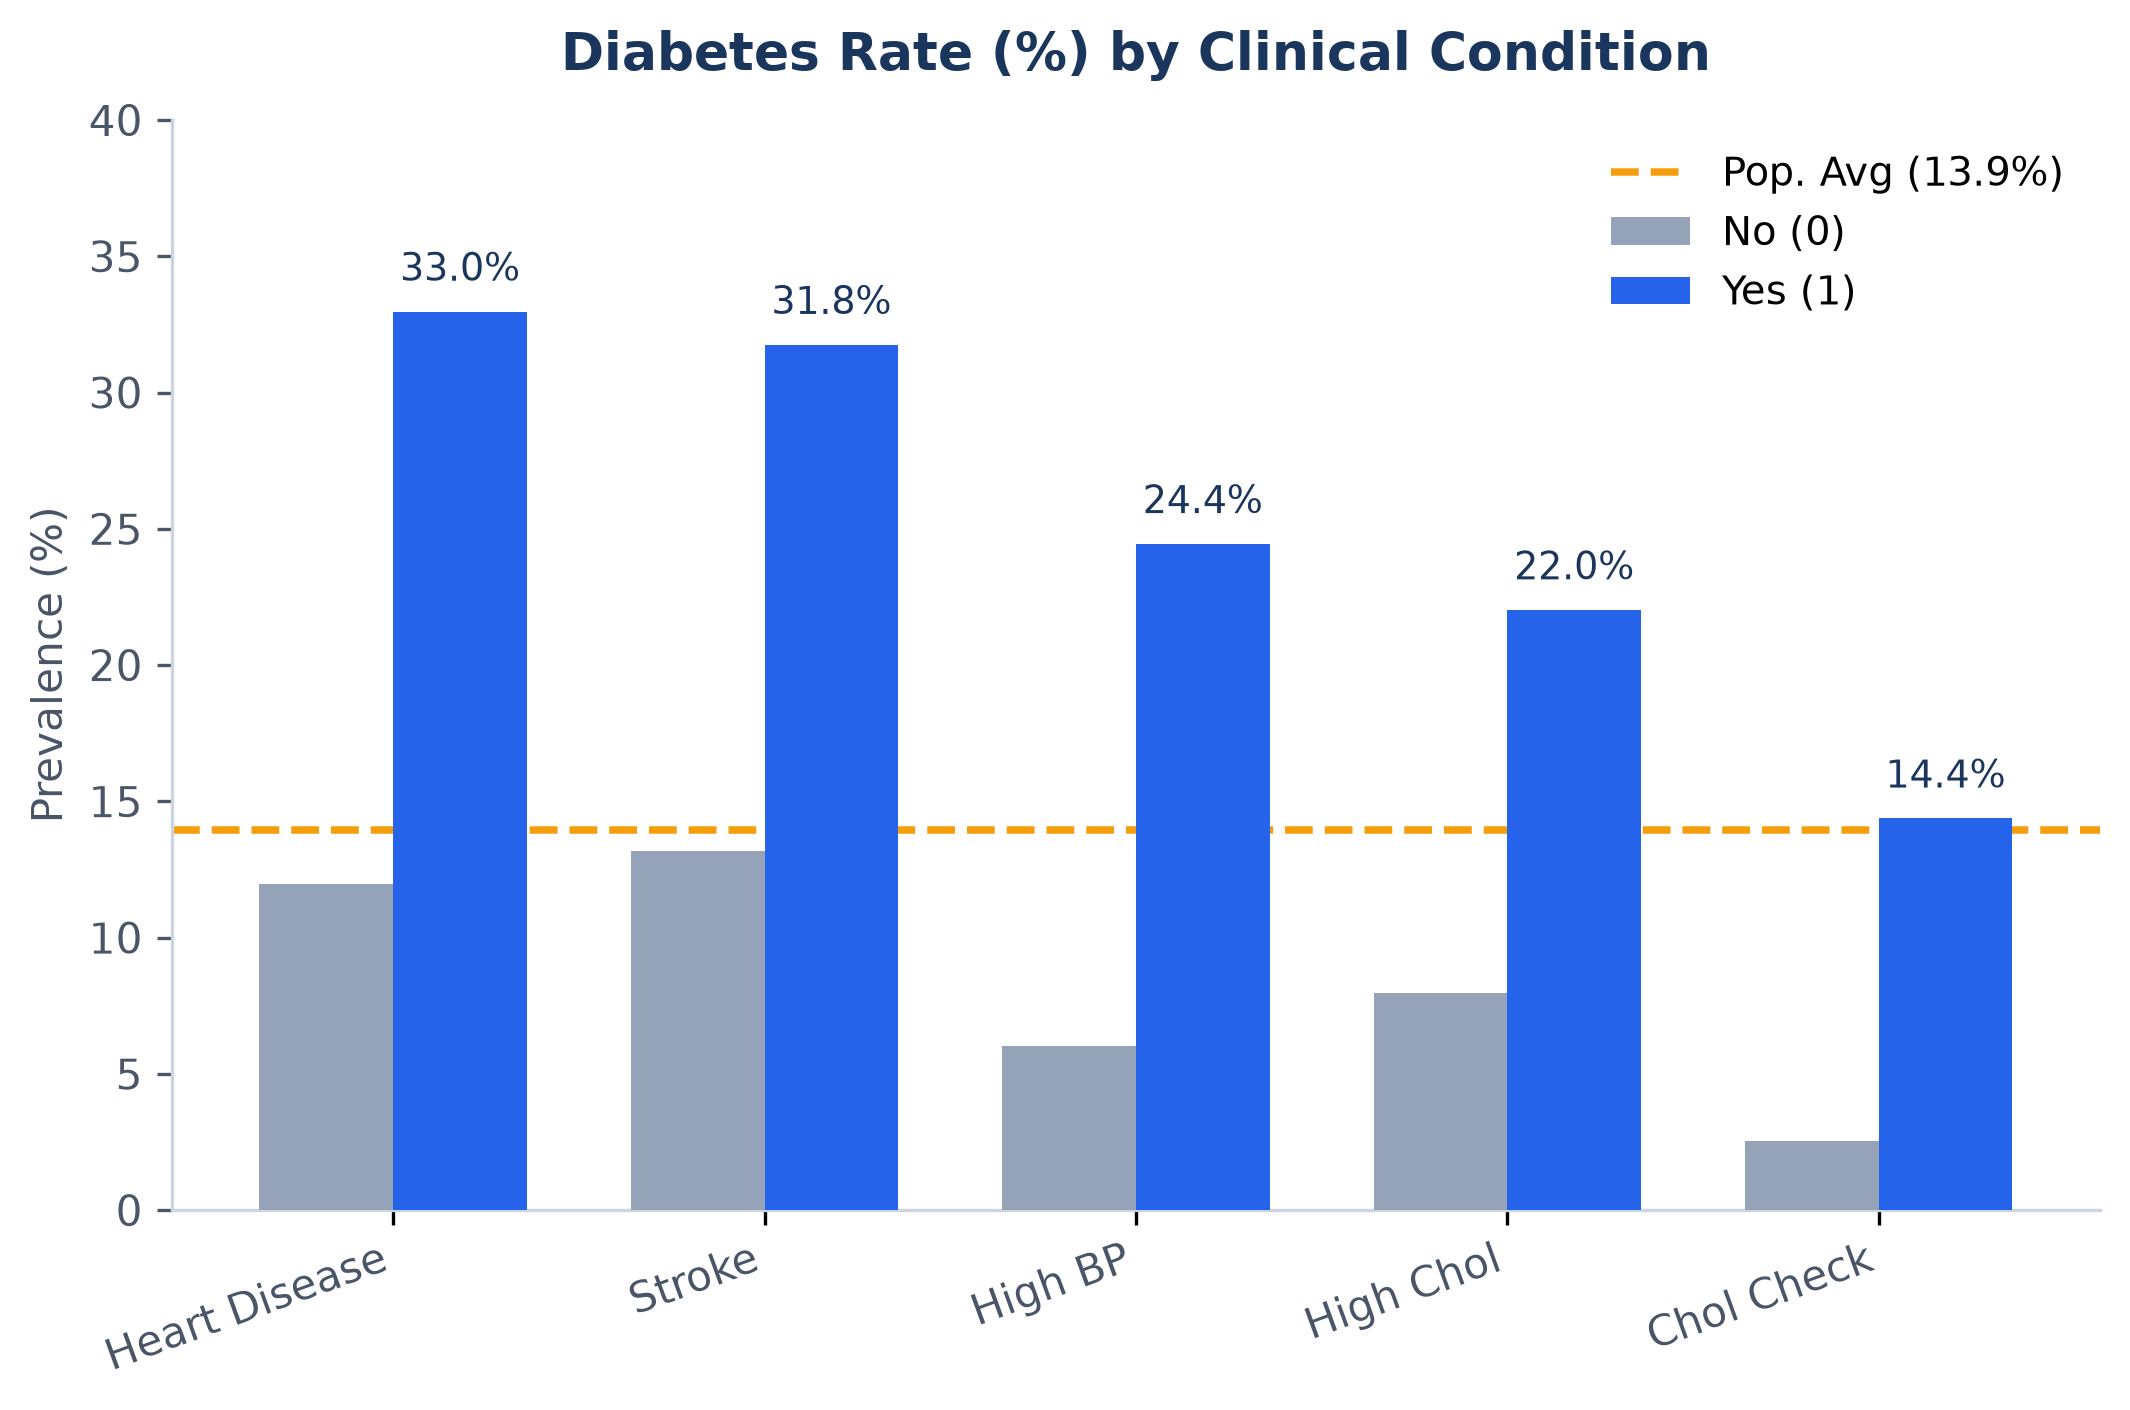 Diabetes Rate (%) by Clinical Condition
Prevalence (%)
40
35
30
25
20
15
10
5
0
Pop. Avg (13.9%)
No (0)
Yes (1)
33.0%
31.8%
24.4%
22.0%
14.4%
Heart Disease
Stroke
High BP
High Chol
Chol Check